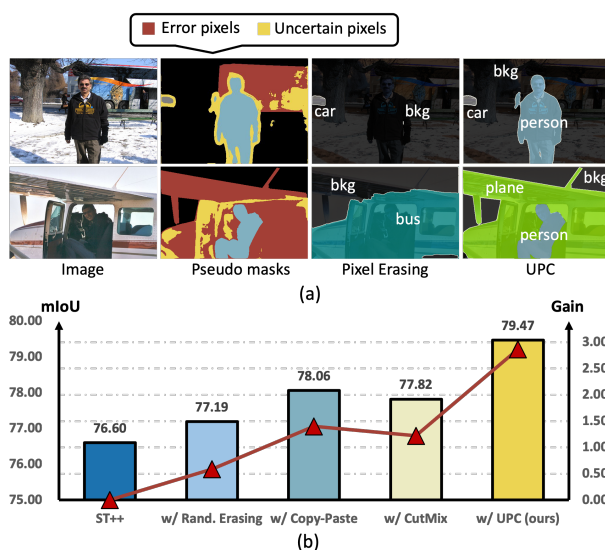 Error pixels Uncertain pixels
bkg
car bkg person
bkg plane bkg
bus person
Image Pseudo masks Pixel Erasing UPC
(a)
mIoU Gain
80.00
79.47
3.00
79.00
2.50
78.06
78.00
77.82
2.00
77.19
77.00
76.60
1.50
1.00
76.00
0.50
75.00 0.00
ST++ w/ Rand. Erasing w/ Copy-Paste w/ CutMix w/ UPC (ours)
(b)